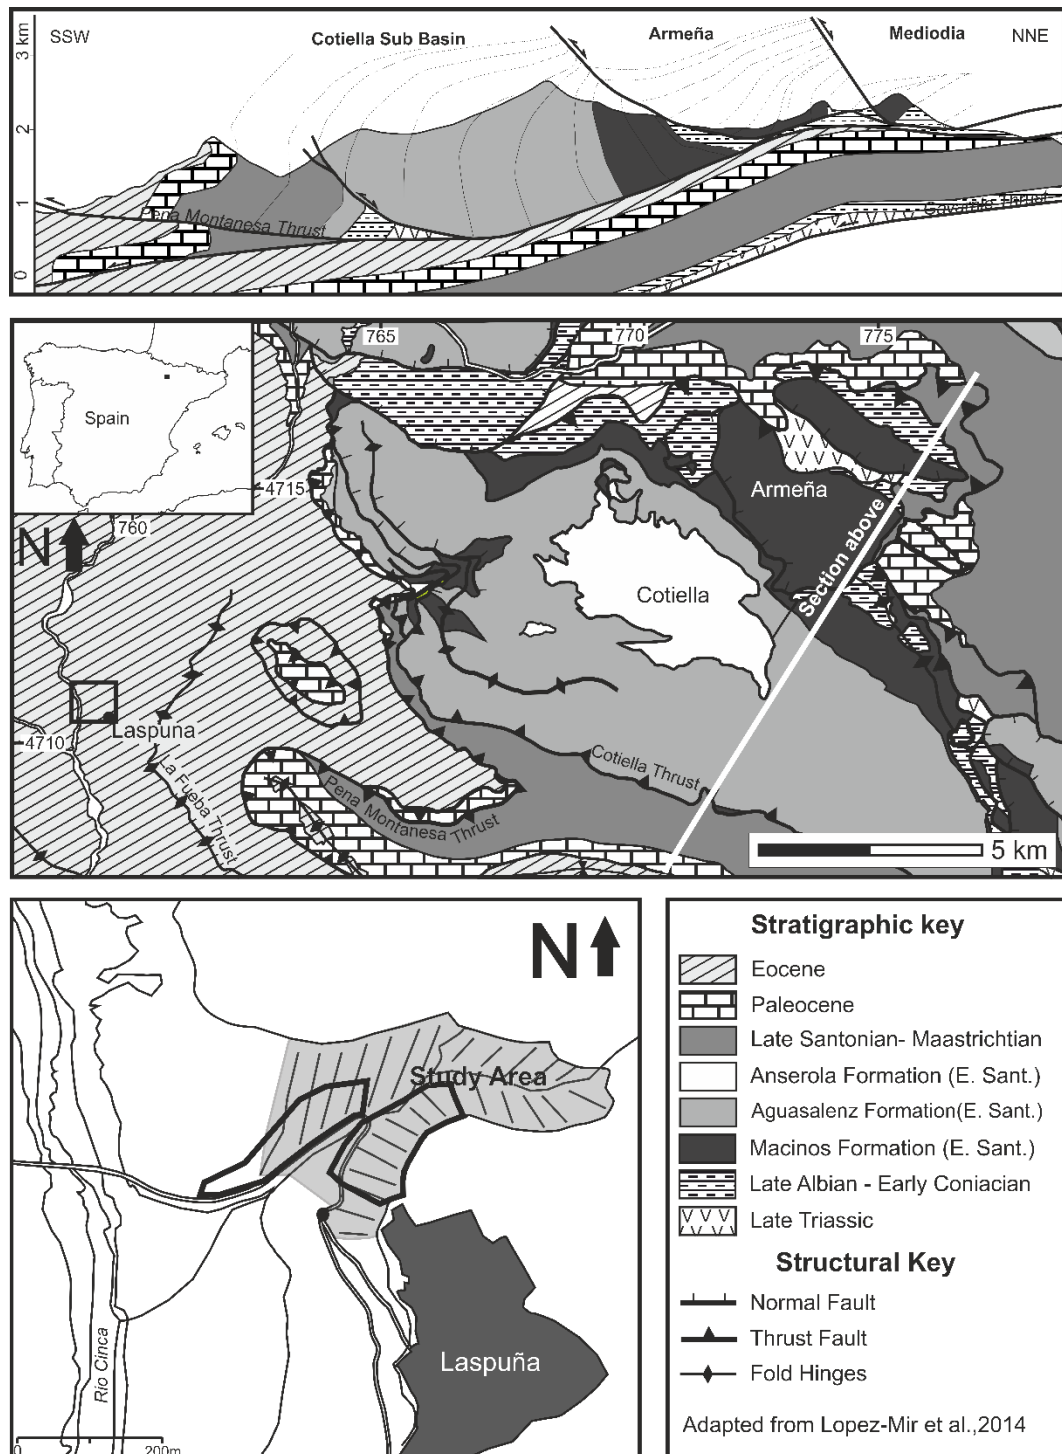 3 km
SSW
Cotiella Sub Basin
Armeña
Mediodia
NNE
2
1
0
Pena Montanesa Thrust
Gavarnie Thrust
765
770
775
Spain
4715
760
N
Armeña
Section above
Cotiella
Laspuna
4710
La Fueba Thrust
Cotiella Thrust
Pena Montanesa Thrust
5 km
N
Study Area
Laspuña
Rio Cinca
0
200m
Stratigraphic key
Eocene
Paleocene
Late Santonian- Maastrichtian
Anserola Formation (E. Sant.)
Aguasalenz Formation(E. Sant.)
Macinos Formation (E. Sant.)
Late Albian - Early Coniacian
Late Triassic
Structural Key
Normal Fault
Thrust Fault
Fold Hinges
Adapted from Lopez-Mir et al.,2014